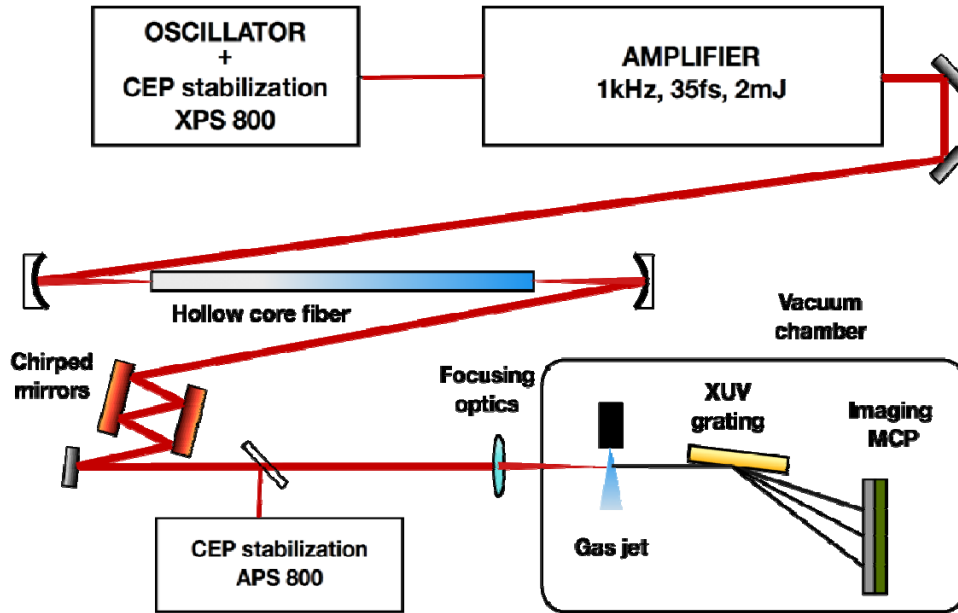 OSCILLATOR
+
CEP stabilization
XPS 800
AMPLIFIER
1kHz, 35fs, 2mJ
Hollow core fiber
Vacuum
chamber
Chirped
mirrors
Focusing
optics
XUV
grating
Imaging
MCP
Gas jet
CEP stabilization
APS 800